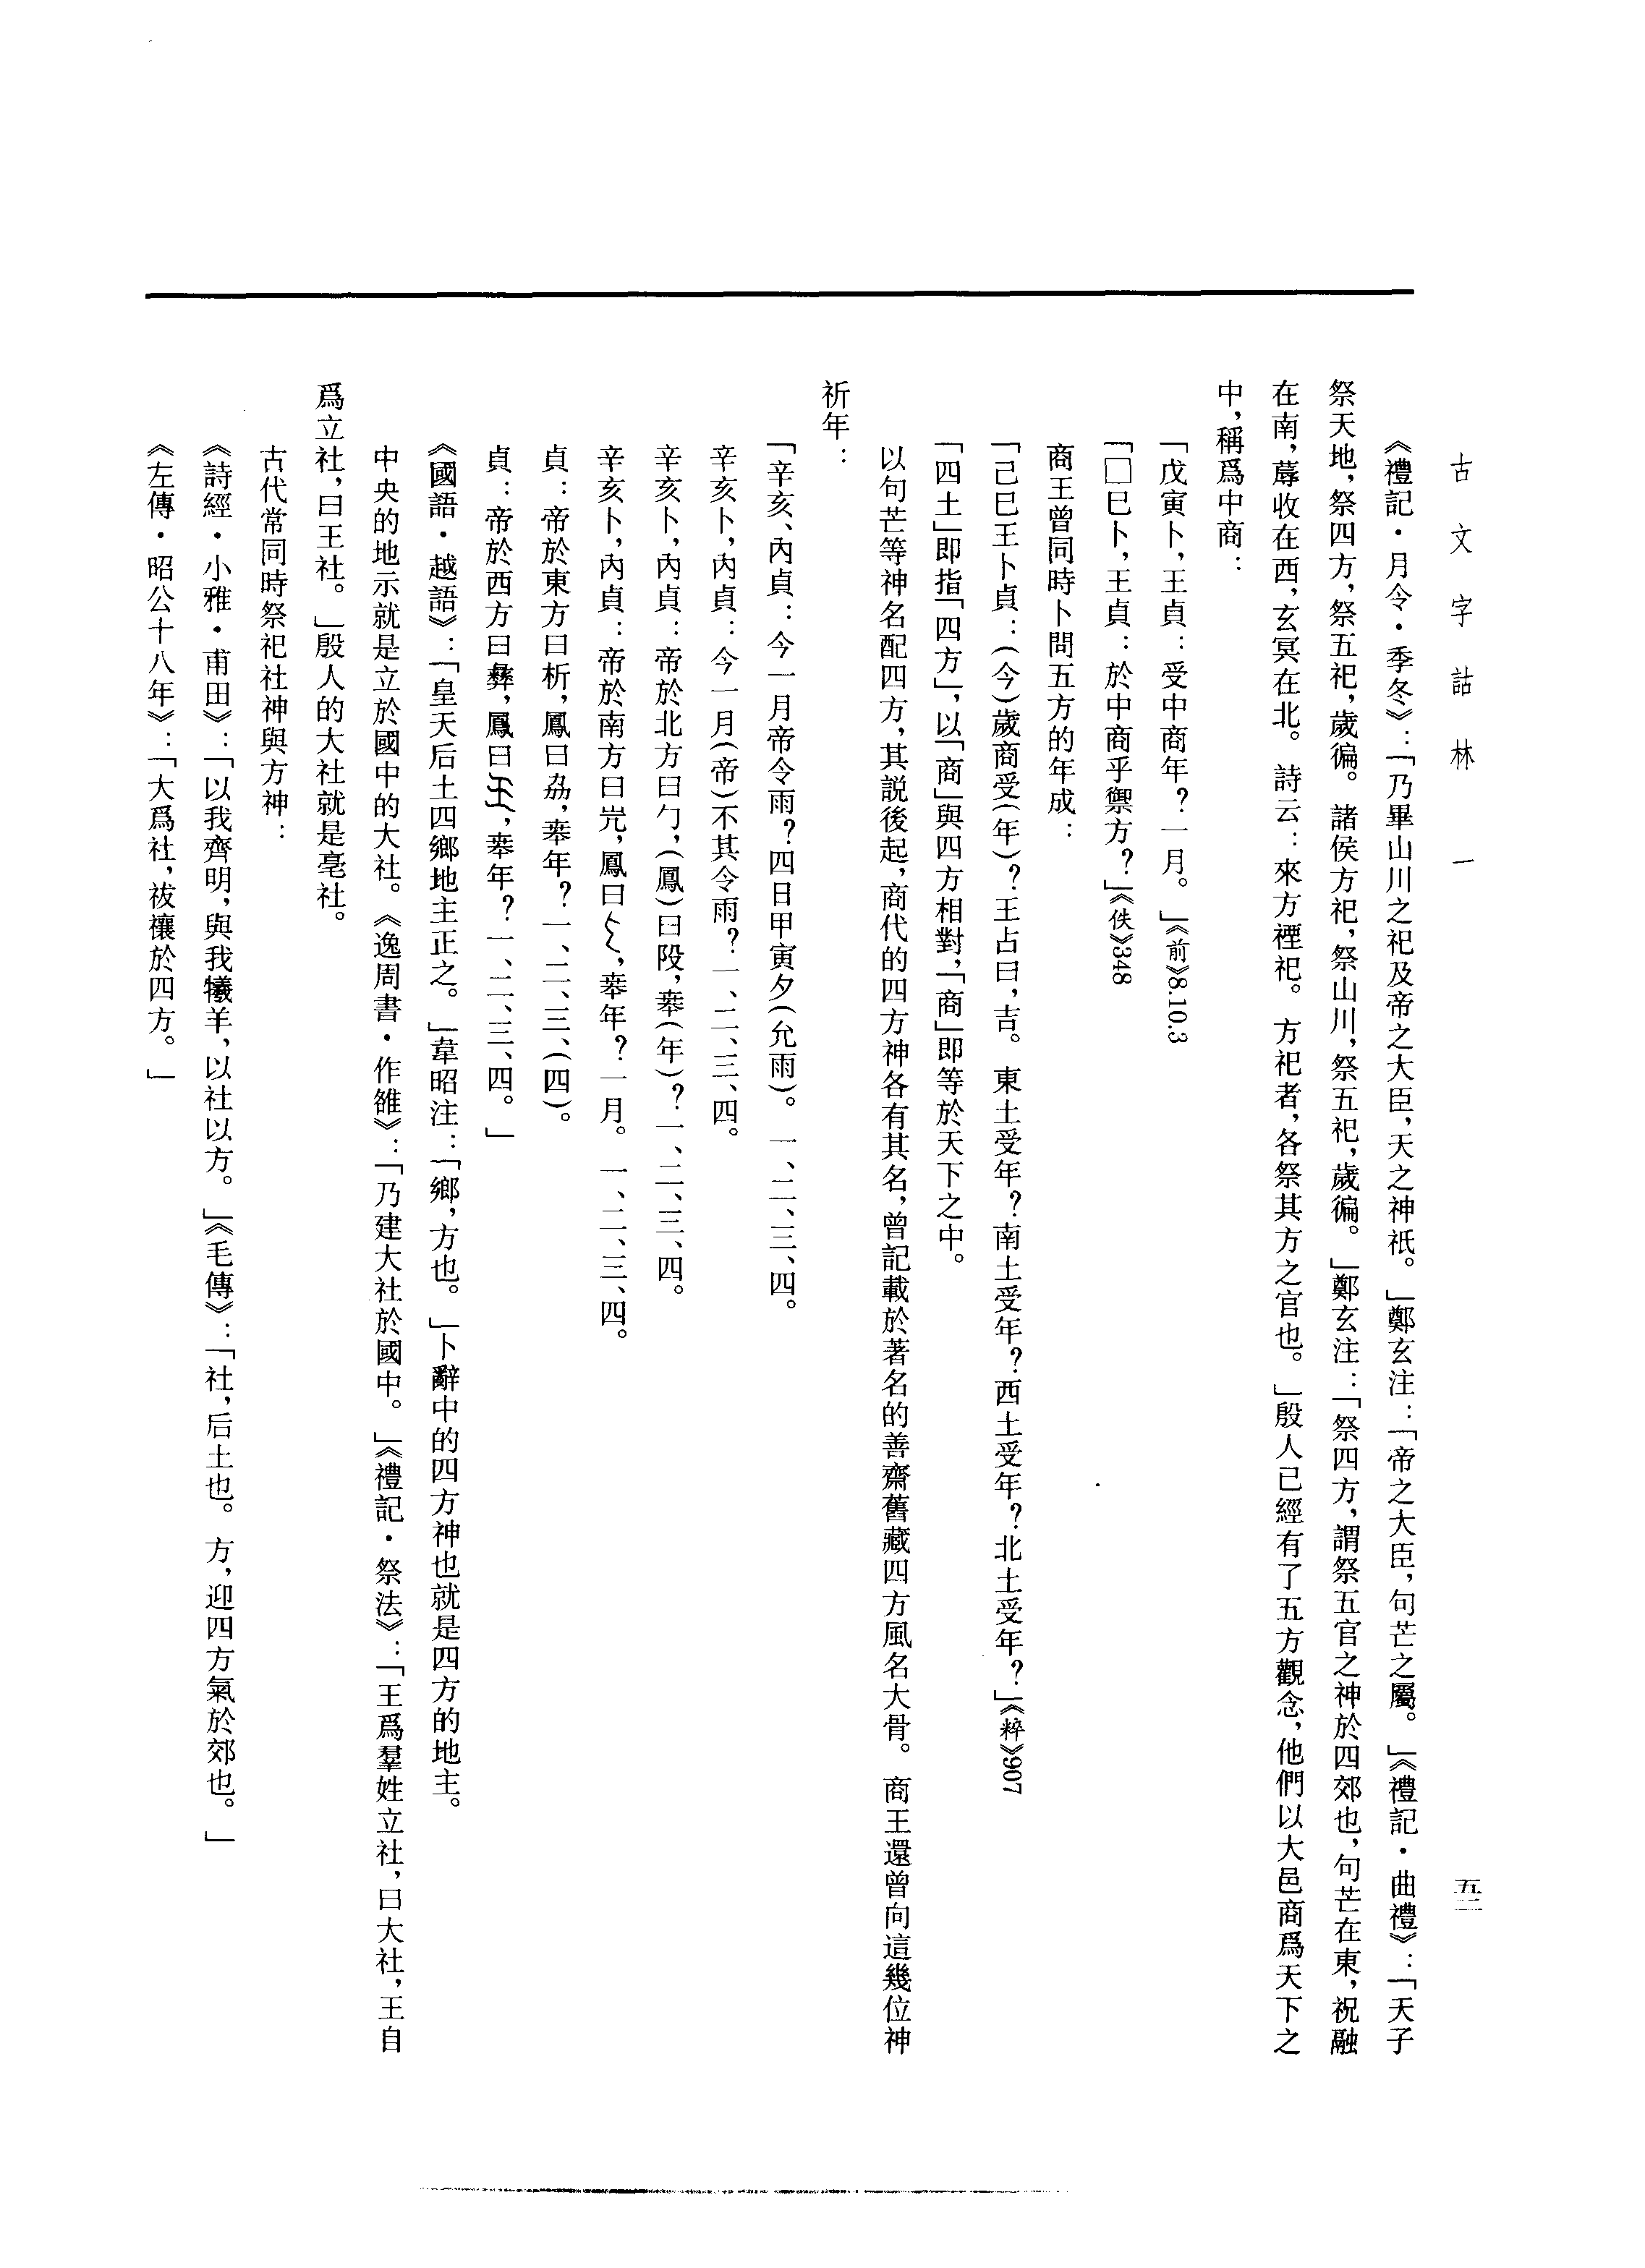 古文字詁林 一
五二
《禮記·月令·季冬》：「乃畢山川之祀及帝之大臣，天之神祇。」鄭玄注：「帝之大臣，句芒之屬。」《禮記·曲禮》：「天子
祭天地，祭四方，祭五祀，歲徧。諸侯方祀，祭山川，祭五祀，歲徧。」鄭玄注：「祭四方，謂祭五官之神於四郊也，句芒在東，祝融
在南，蓐收在西，玄冥在北。詩云：來方禋祀。方祀者，各祭其方之官也。」殷人已經有了五方觀念，他們以大邑商爲天下之
中，稱爲中商：
「戊寅卜，王貞：受中商年？一月。」《前》8.10.3
「□巳卜，王貞：於中商乎禦方？」《佚》348
商王曾同時卜問五方的年成：
「己巳王卜貞：(今)歲商受(年)？王占曰，吉。東土受年？南土受年？西土受年？北土受年？」《粹》907
「四土」即指「四方」，以「商」與四方相對，「商」即等於天下之中。
以句芒等神名配四方，其説後起，商代的四方神各有其名，曾記載於著名的善齋舊藏四方風名大骨。商王還曾向這幾位神
祈年：
「辛亥、內貞：今一月帝令雨？四日甲寅夕(允雨)。一、二、三、四。
辛亥卜，內貞：今一月(帝)不其令雨？一、二、三、四。
辛亥卜，內貞：帝於北方曰勹，(鳳)曰𠬝，𠦪(年)？一、二、三、四。
辛亥卜，內貞：帝於南方曰岕，鳳曰，𠦪年？一月。一、二、三、四。
貞：帝於東方曰析，鳳曰劦，𠦪年？一、二、三、(四)。
貞：帝於西方曰彝，鳳曰，𠦪年？一、二、三、四。」
《國語·越語》：「皇天后土四鄉地主正之。」韋昭注：「鄉，方也。」卜辭中的四方神也就是四方的地主。
中央的地示就是立於國中的大社。《逸周書·作雒》：「乃建大社於國中。」《禮記·祭法》：「王爲羣姓立社，曰大社，王自
爲立社，曰王社。」殷人的大社就是亳社。
古代常同時祭祀社神與方神：
《詩經·小雅·甫田》：「以我齊明，與我犧羊，以社以方。」《毛傳》：「社，后土也。方，迎四方氣於郊也。」
《左傳·昭公十八年》：「大爲社，祓禳於四方。」